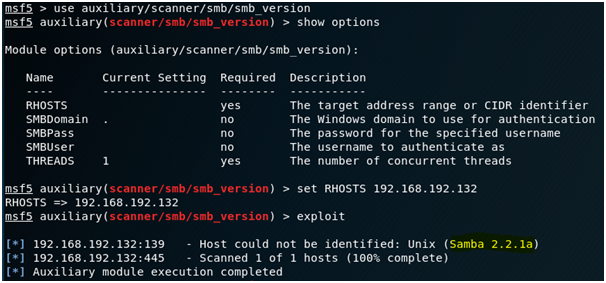 msf5 > use auxiliary/scanner/smb/smb_version
msf5 auxiliary(scanner/smb/smb_version) > show options
Module options (auxiliary/scanner/smb/smb_version):
Name Current Setting Required Description
---- --------------- -------- -----------
RHOSTS yes The target address range or CIDR identifier
SMBDomain . no The Windows domain to use for authentication
SMBPass no The password for the specified username
SMBUser no The username to authenticate as
THREADS 1 yes The number of concurrent threads
msf5 auxiliary(scanner/smb/smb_version) > set RHOSTS 192.168.192.132
RHOSTS => 192.168.192.132
msf5 auxiliary(scanner/smb/smb_version) > exploit
[*] 192.168.192.132:139 - Host could not be identified: Unix (Samba 2.2.1a)
[*] 192.168.192.132:445 - Scanned 1 of 1 hosts (100% complete)
[*] Auxiliary module execution completed